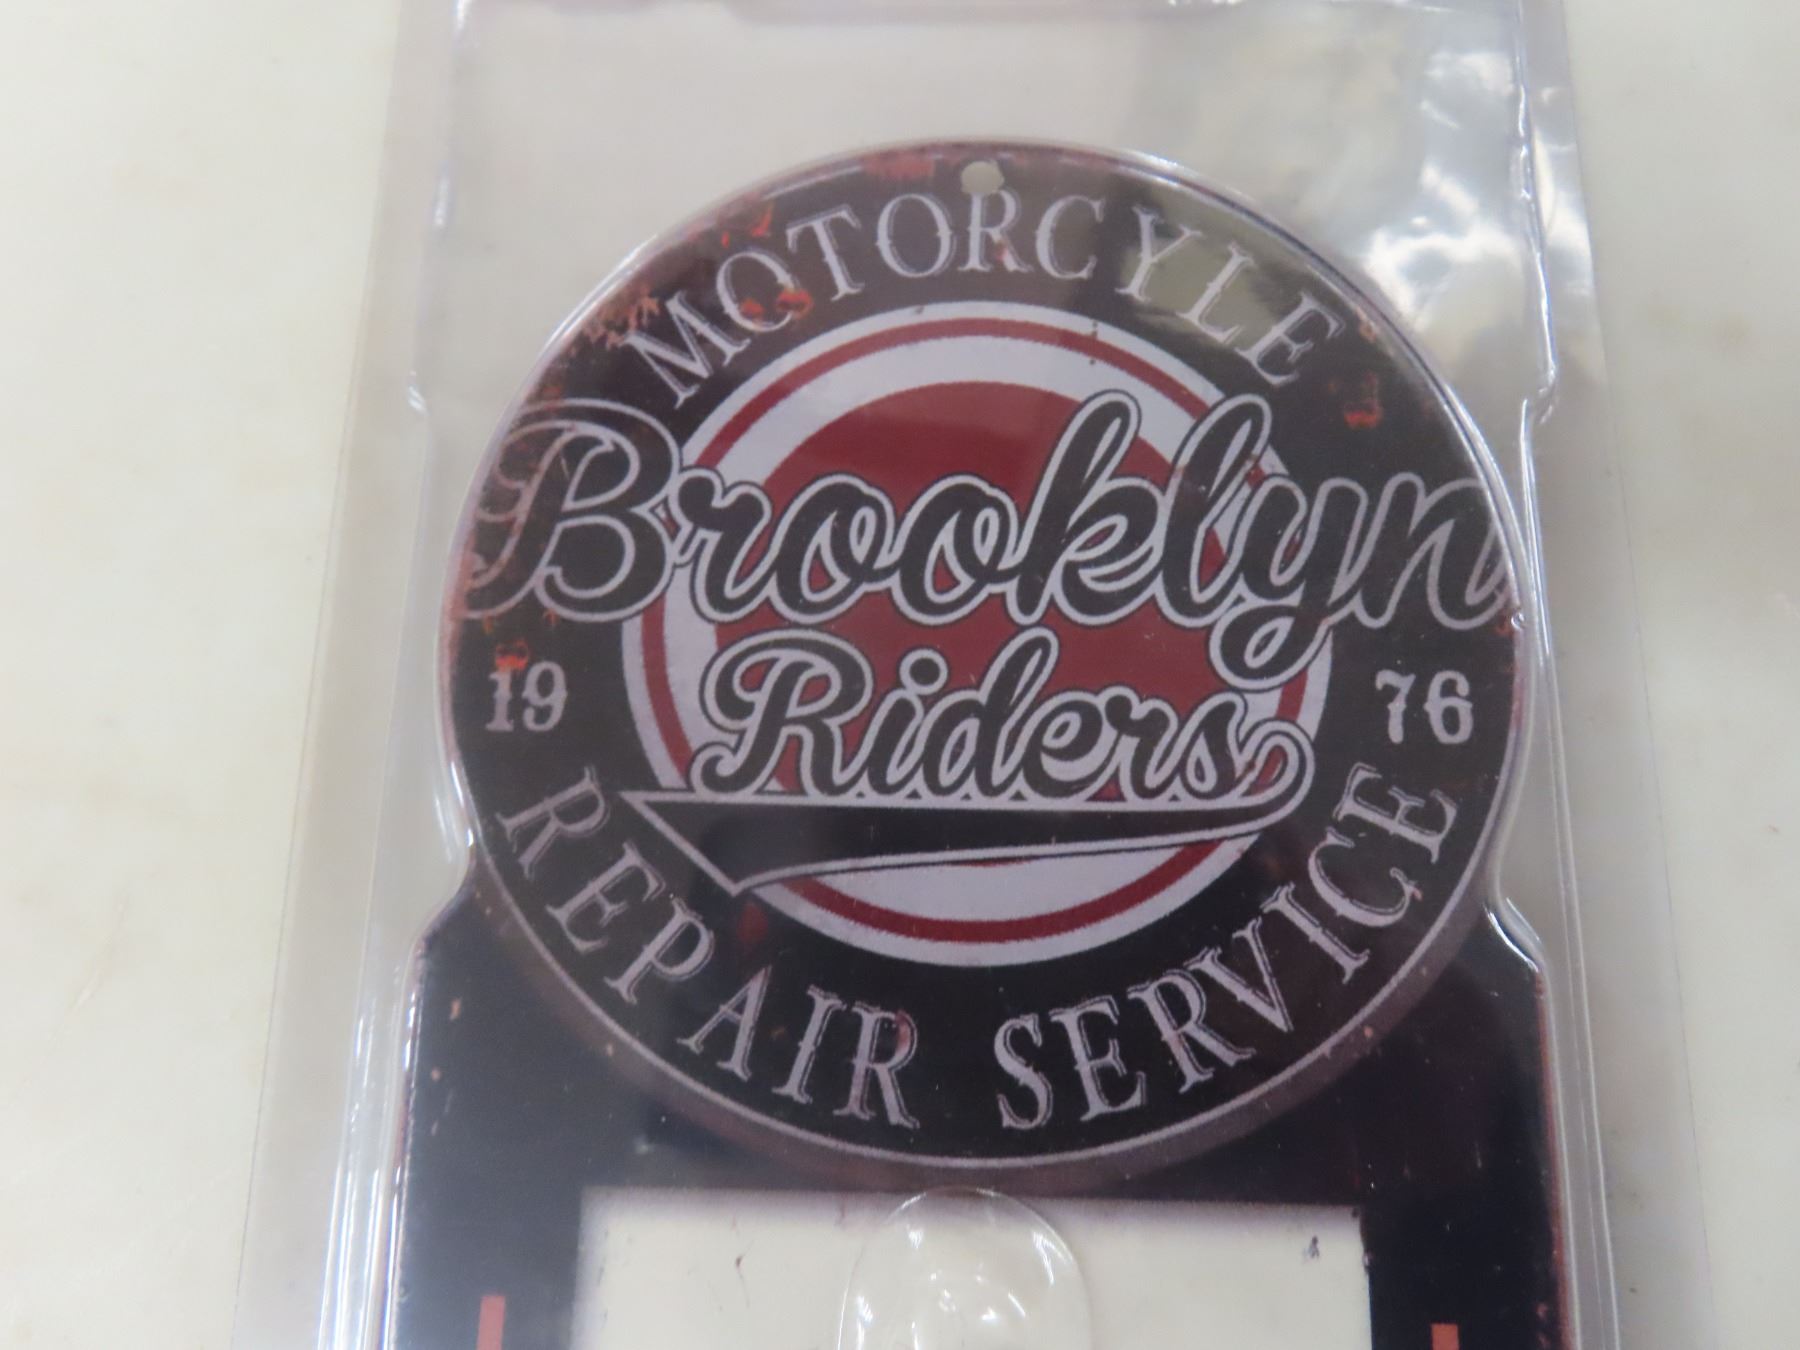 MOTORCYLE
Brooklyn
Riders
19 76
REPAIR SERVICE